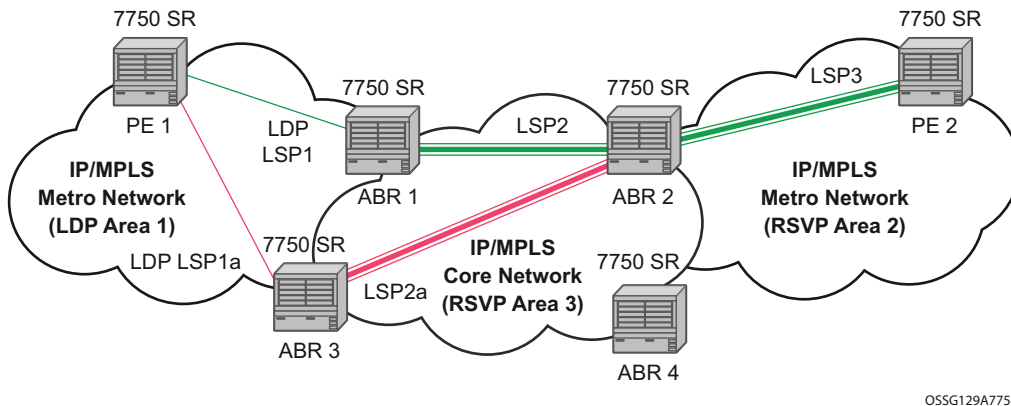 7750 SR
PE 1
7750 SR
ABR 1
LDP
LSP1
LSP2
7750 SR
ABR 2
LSP3
7750 SR
PE 2
IP/MPLS
Metro Network
(LDP Area 1)
IP/MPLS
Metro Network
(RSVP Area 2)
LDP LSP1a
7750 SR
ABR 3
LSP2a
IP/MPLS
Core Network
(RSVP Area 3)
7750 SR
ABR 4
OSSG129A775